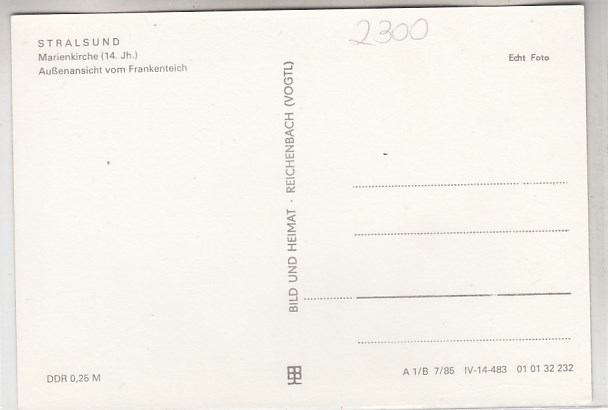 STRALSUND
Marienkirche (14. Jh.)
Außenansicht vom Frankenteich
2300
Echt Foto
BILD UND HEIMAT · REICHENBACH (VOGTL)
DDR 0,25 M
A 1/B 7/85 IV-14-483 01 01 32 232